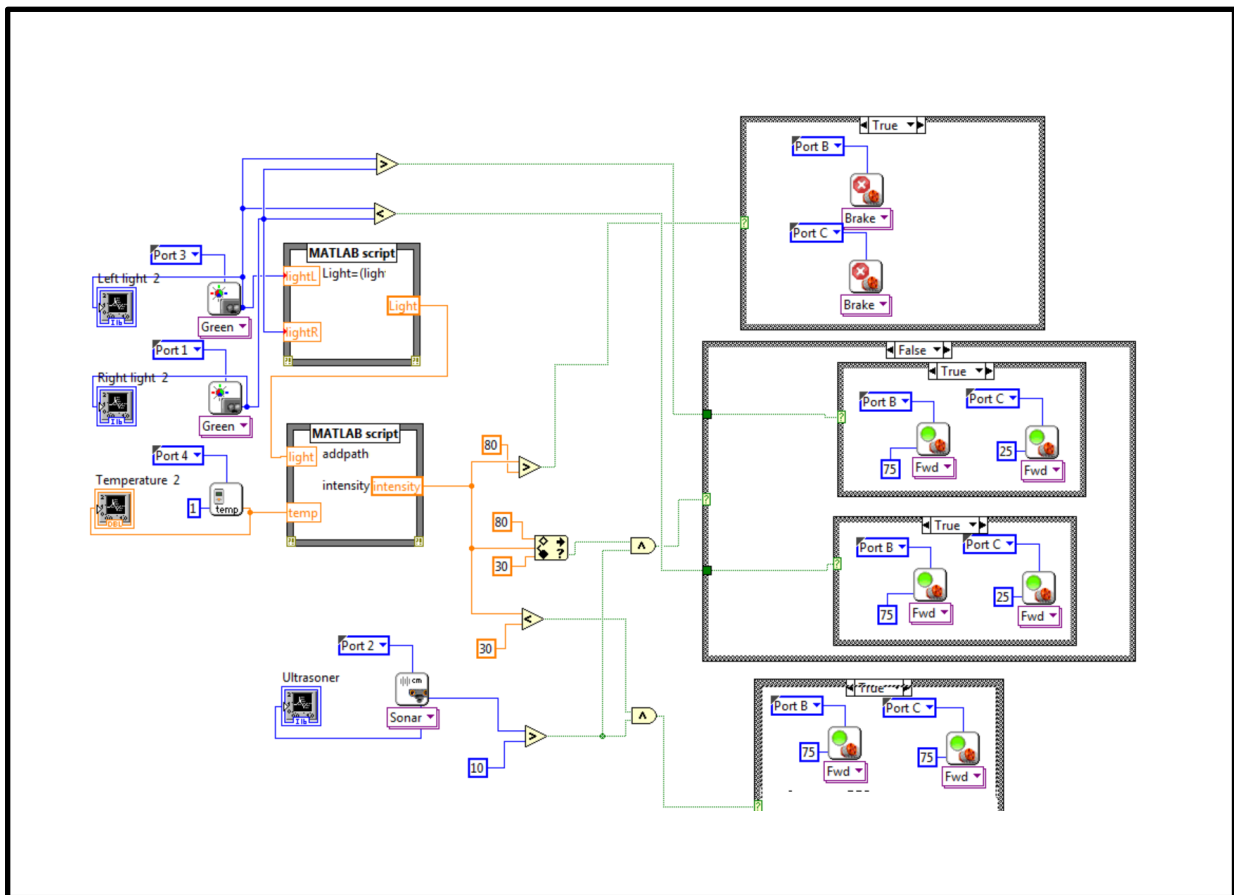 True
Port B
Brake
Port C
Brake
>
<
Port 3
Left light 2
Green
MATLAB script
lightL
Light=(ligh
Light
lightR
Port 1
Right light 2
Green
Port 4
Temperature 2
DBL
1
temp
MATLAB script
light
addpath
intensity
intensity
temp
80
>
80
30
?
30
<
Port 2
Ultrasoner
cm
Sonar
10
>
False
True
Port B
Port C
75
Fwd
25
Fwd
True
Port B
Port C
75
Fwd
25
Fwd
True
Port B
Port C
75
Fwd
75
Fwd